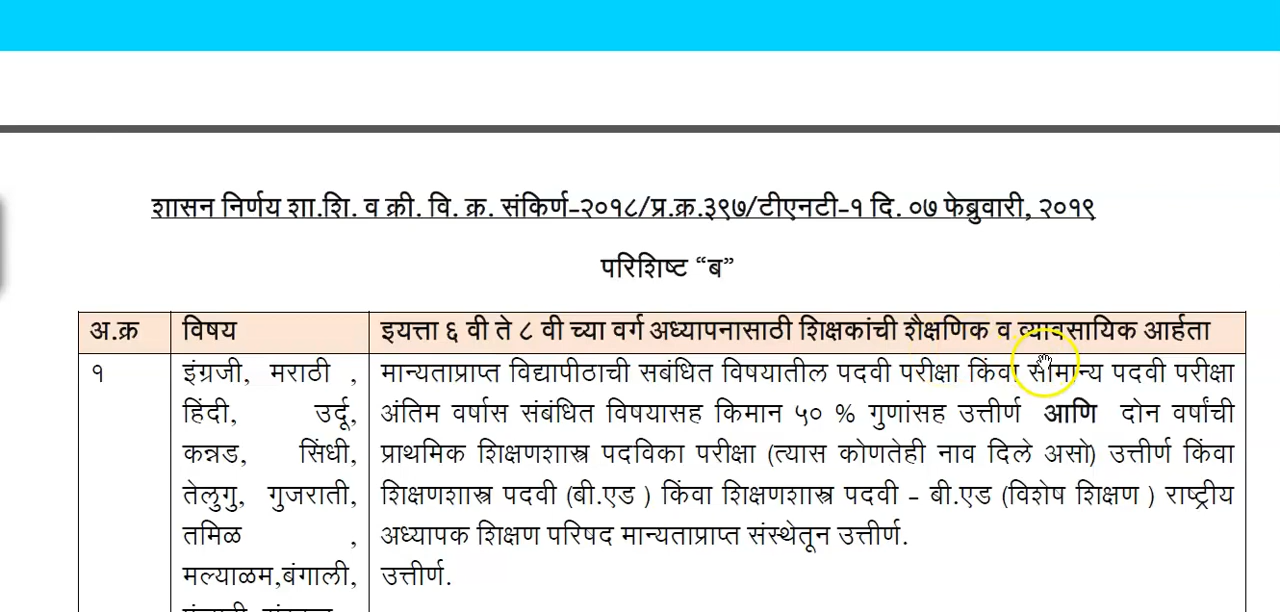 शासन निर्णय शा.शि. व क्री. वि. क्र. संकिर्ण-२०१८/प्र.क्र.३९७/टीएनटी-१ दि. ०७ फेब्रुवारी, २०१९
परिशिष्ट “ब”
अ.क्र विषय इयत्ता ६ वी ते ८ वी च्या वर्ग अध्यापनासाठी शिक्षकांची शैक्षणिक व व्यावसायिक आर्हता
१ इंग्रजी, मराठी , मान्यताप्राप्त विद्यापीठाची सबंधित विषयातील पदवी परीक्षा किंवा सामान्य पदवी परीक्षा
हिंदी, उर्दू, अंतिम वर्षास संबंधित विषयासह किमान ५० % गुणांसह उत्तीर्ण आणि दोन वर्षांची
कन्नड, सिंधी, प्राथमिक शिक्षणशास्त्र पदविका परीक्षा (त्यास कोणतेही नाव दिले असो) उत्तीर्ण किंवा
तेलुगु, गुजराती, शिक्षणशास्त्र पदवी (बी.एड ) किंवा शिक्षणशास्त्र पदवी – बी.एड (विशेष शिक्षण ) राष्ट्रीय
तमिळ , अध्यापक शिक्षण परिषद मान्यताप्राप्त संस्थेतून उत्तीर्ण.
मल्याळम,बंगाली, उत्तीर्ण.